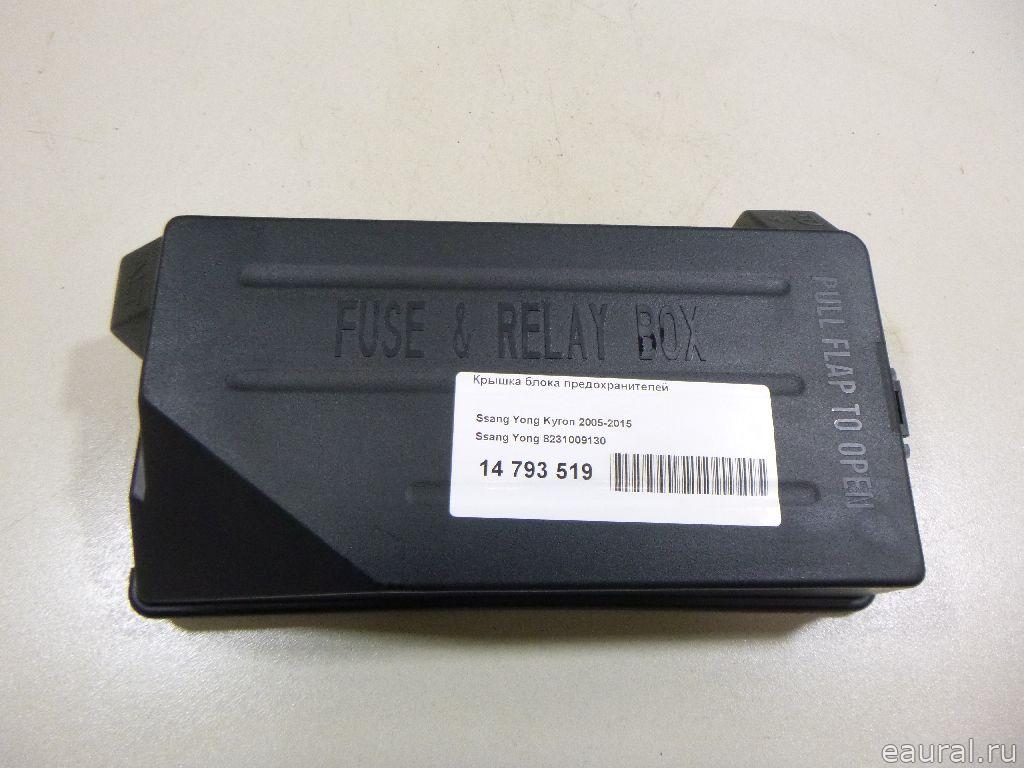 FUSE & RELAY BOX
PULL FLAP TO OPEN
Крышка блока предохранителей
Ssang Yong Kyron 2005-2015
Ssang Yong 8231009130
14 793 519
eaural.ru